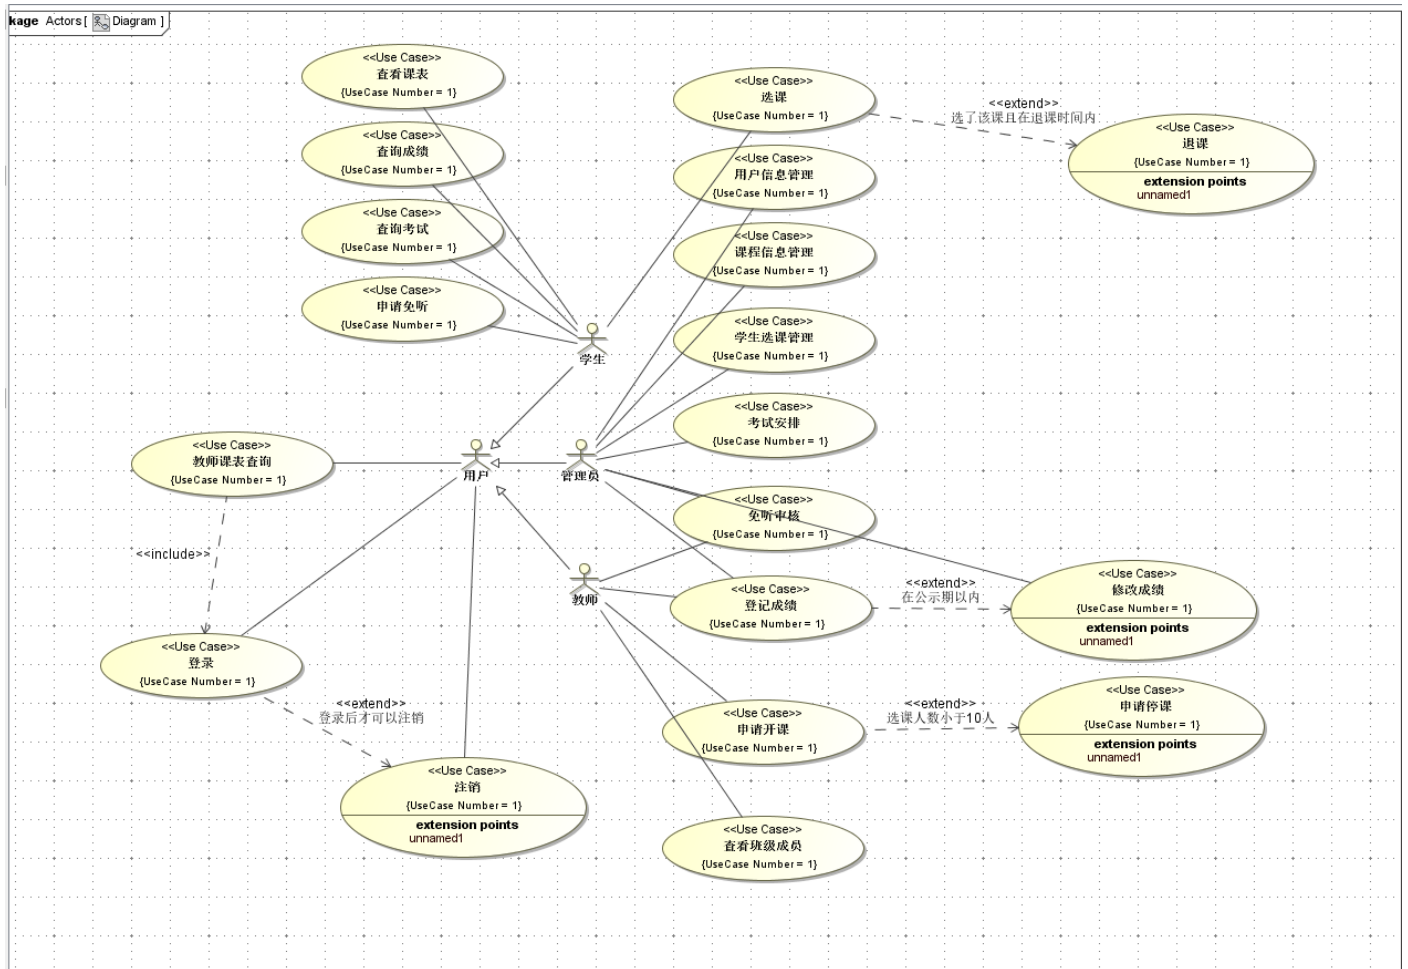 kage Actors[ Diagram ]
<<Use Case>>
查看课表
{UseCase Number = 1}
<<Use Case>>
查询成绩
{UseCase Number = 1}
<<Use Case>>
查询考试
{UseCase Number = 1}
<<Use Case>>
申请免听
{UseCase Number = 1}
<<Use Case>>
选课
{UseCase Number = 1}
<<extend>>
选了该课且在退课时间内
<<Use Case>>
退课
{UseCase Number = 1}
extension points
unnamed1
<<Use Case>>
用户信息管理
{UseCase Number = 1}
<<Use Case>>
课程信息管理
{UseCase Number = 1}
<<Use Case>>
学生选课管理
{UseCase Number = 1}
学生
<<Use Case>>
考试安排
{UseCase Number = 1}
<<Use Case>>
教师课表查询
{UseCase Number = 1}
用户
管理员
<<Use Case>>
免听审核
{UseCase Number = 1}
<<include>>
教师
<<Use Case>>
登记成绩
{UseCase Number = 1}
<<extend>>
在公示期以内
<<Use Case>>
修改成绩
{UseCase Number = 1}
extension points
unnamed1
<<Use Case>>
登录
{UseCase Number = 1}
<<extend>>
登录后才可以注销
<<Use Case>>
申请开课
{UseCase Number = 1}
<<extend>>
选课人数小于10人
<<Use Case>>
申请停课
{UseCase Number = 1}
extension points
unnamed1
<<Use Case>>
注销
{UseCase Number = 1}
extension points
unnamed1
<<Use Case>>
查看班级成员
{UseCase Number = 1}